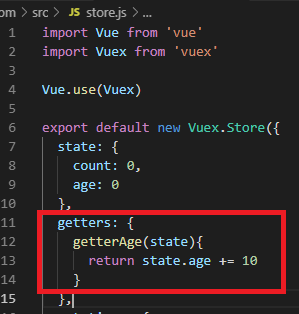 om > src > JS store.js > ...
1 import Vue from 'vue'
2 import Vuex from 'vuex'
3
4 Vue.use(Vuex)
5
6 export default new Vuex.Store({
7 state: {
8 count: 0,
9 age: 0
10 },
11 getters: {
12 getterAge(state){
13 return state.age += 10
14 }
15 },